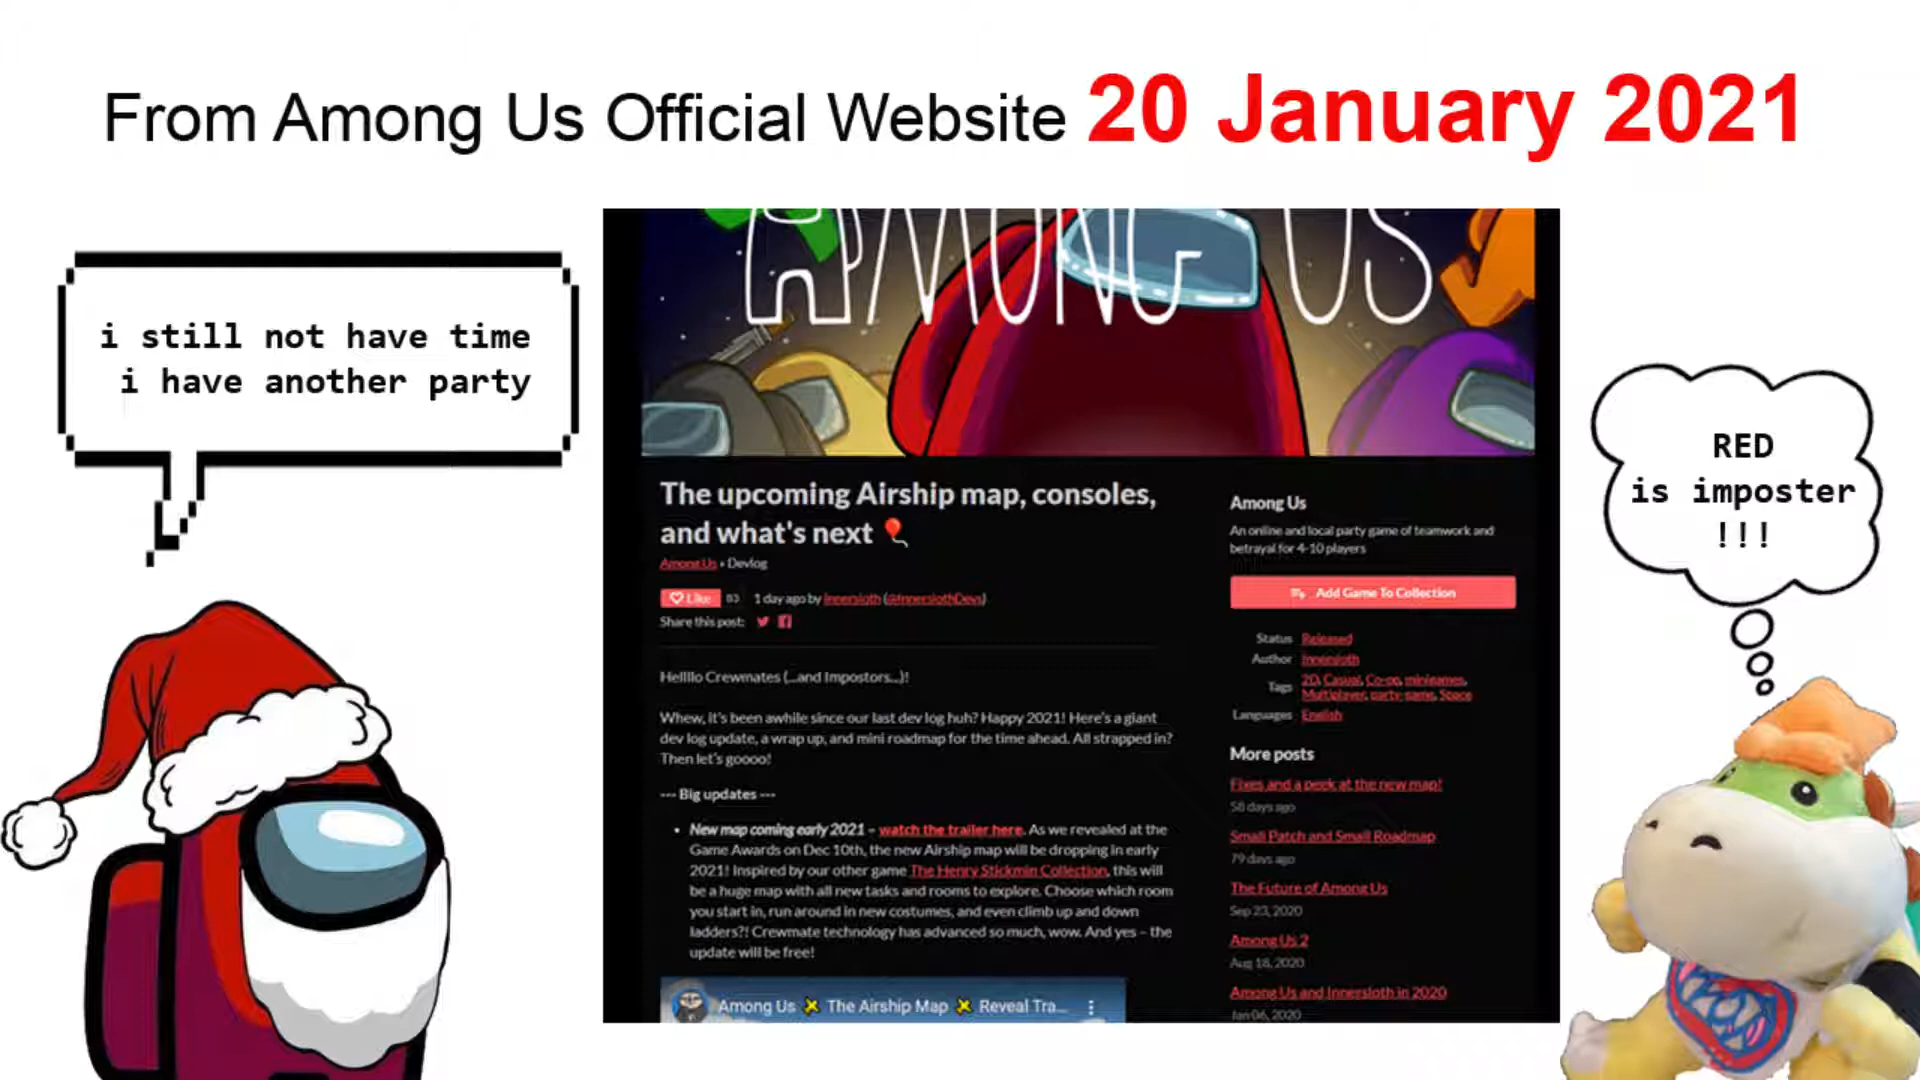 From Among Us Official Website 20 January 2021
i still not have time
i have another party
AMONG US
RED
is imposter
!!!
The upcoming Airship map, consoles,
and what's next
Among Us » Devlog
Like 83 1 day ago by Innersloth (@InnerslothDevs)
Share this post:
Hellllo Crewmates (...and Impostors...)!
Whew, it's been awhile since our last dev log huh? Happy 2021! Here's a giant
dev log update, a wrap up, and mini roadmap for the time ahead. All strapped in?
Then let's goooo!
--- Big updates ---
• New map coming early 2021 – watch the trailer here. As we revealed at the
Game Awards on Dec 10th, the new Airship map will be dropping in early
2021! Inspired by our other game The Henry Stickmin Collection, this will
be a huge map with all new tasks and rooms to explore. Choose which room
you start in, run around in new costumes, and even climb up and down
ladders?! Crewmate technology has advanced so much, wow. And yes – the
update will be free!
Among Us The Airship Map Reveal Tra...
Among Us
An online and local party game of teamwork and
betrayal for 4-10 players
Add Game To Collection
Status Released
Author Innersloth
Tags 2D, Casual, Co-op, minigames,
Multiplayer, party-game, Space
Languages English
More posts
Fixes and a peek at the new map!
58 days ago
Small Patch and Small Roadmap
79 days ago
The Future of Among Us
Sep 23, 2020
Among Us 2
Aug 18, 2020
Among Us and Innersloth in 2020
Jan 06, 2020